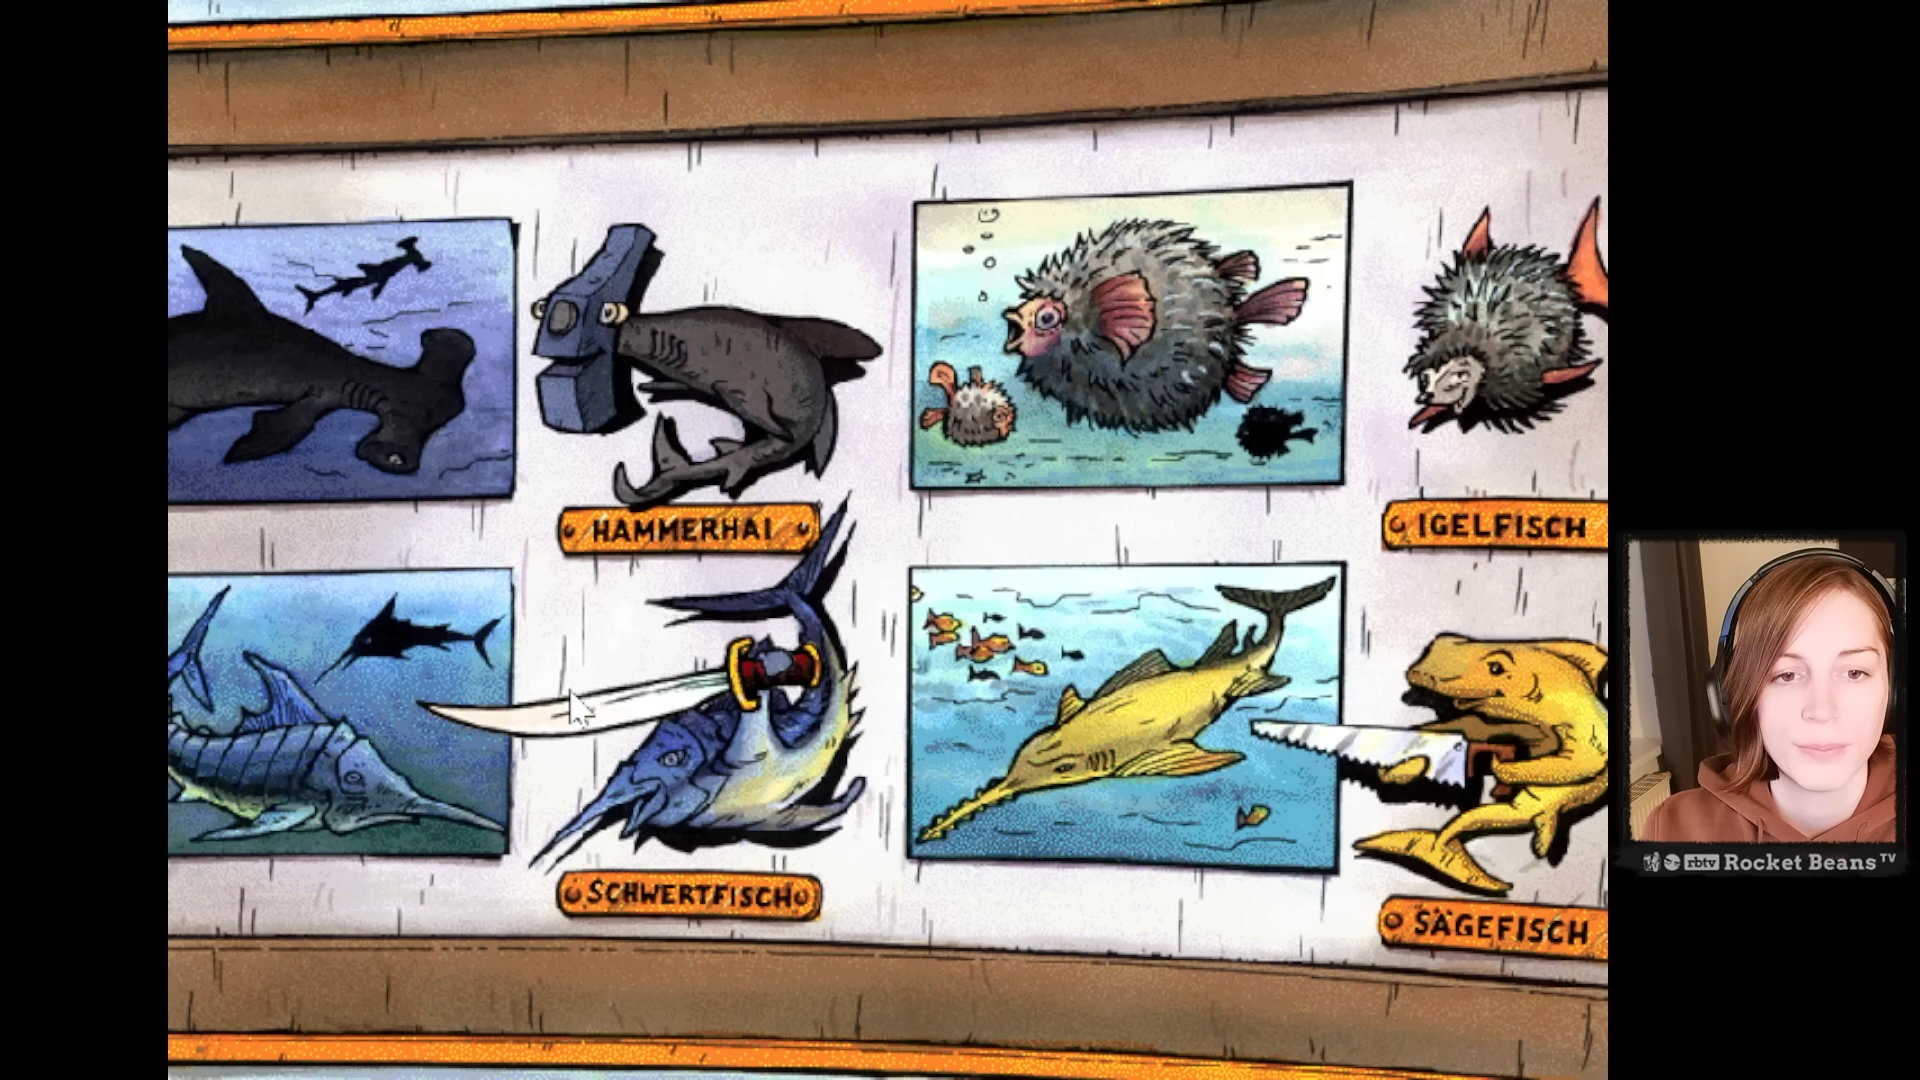 HAMMERHAI
IGELFISCH
SCHWERTFISCH
SÄGEFISCH
rbtv Rocket Beans TV